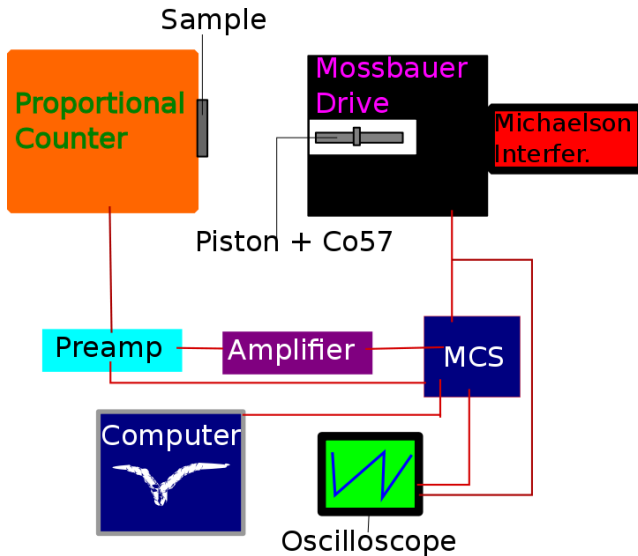 Sample
Mossbauer
Drive
Proportional
Counter
Michaelson
Interfer.
Piston + Co57
Preamp
Amplifier
MCS
Computer
Oscilloscope